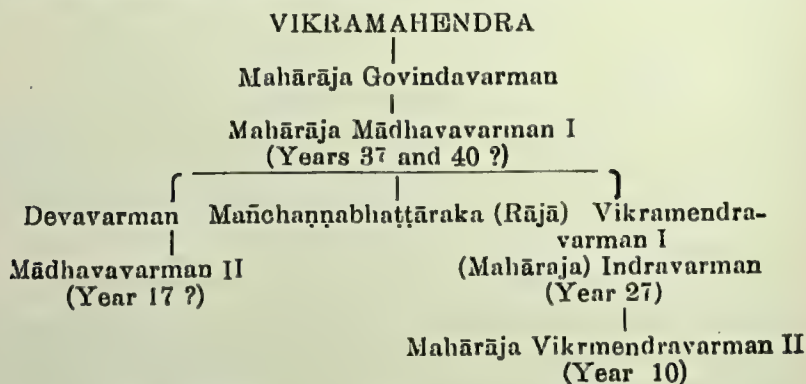 VIKRAMAHENDRA
Mahārāja Govindavarman
Mahārāja Mādhavavarman I
(Years 37 and 40 ?)
Devavarman Mañchaṇṇabhaṭṭāraka (Rājā) Vikramendra-
varman I
Mādhavavarman II (Mahāraja) Indravarman
(Year 17 ?) (Year 27)
Mahārāja Vikrmendravarman II
(Year 10)